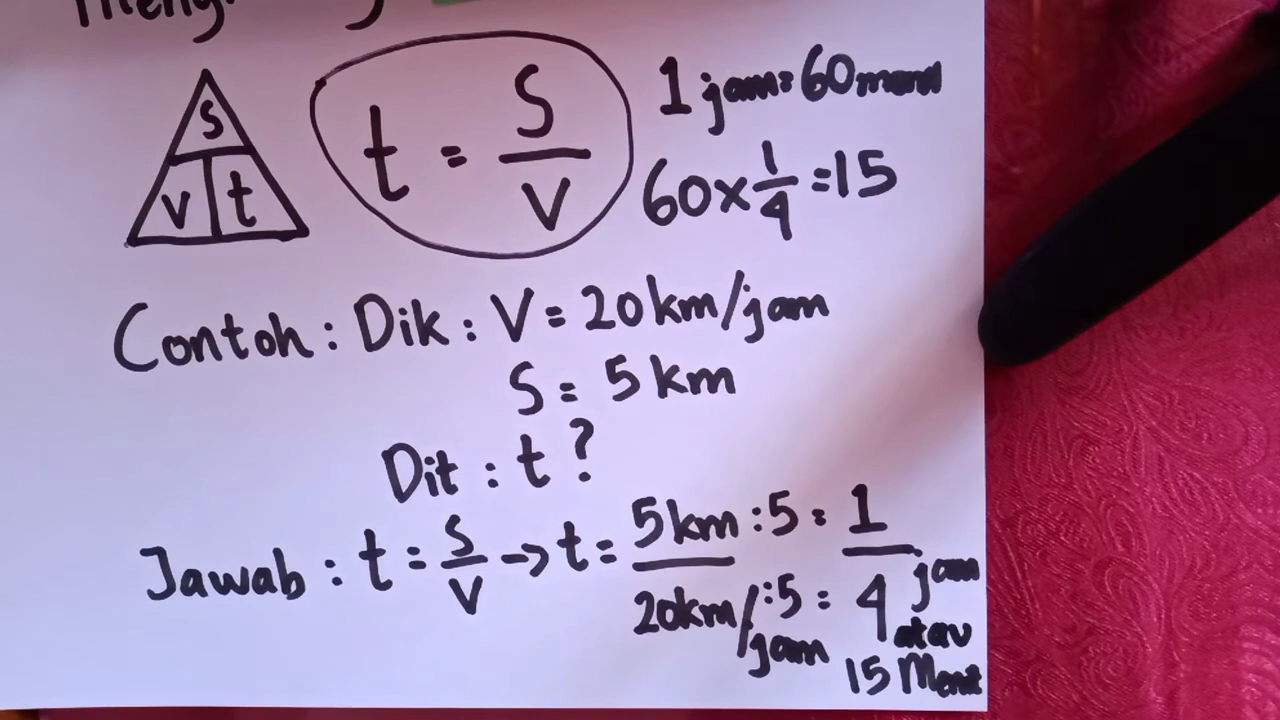 S
V t
t = S/V
1 jam = 60 menit
60 x 1/4 = 15
Contoh : Dik : V = 20 km/jam
S = 5 km
Dit : t ?
Jawab : t = S/V → t = 5 km : 5 = 1
20 km/jam : 5 = 4 jam
atau
15 Menit